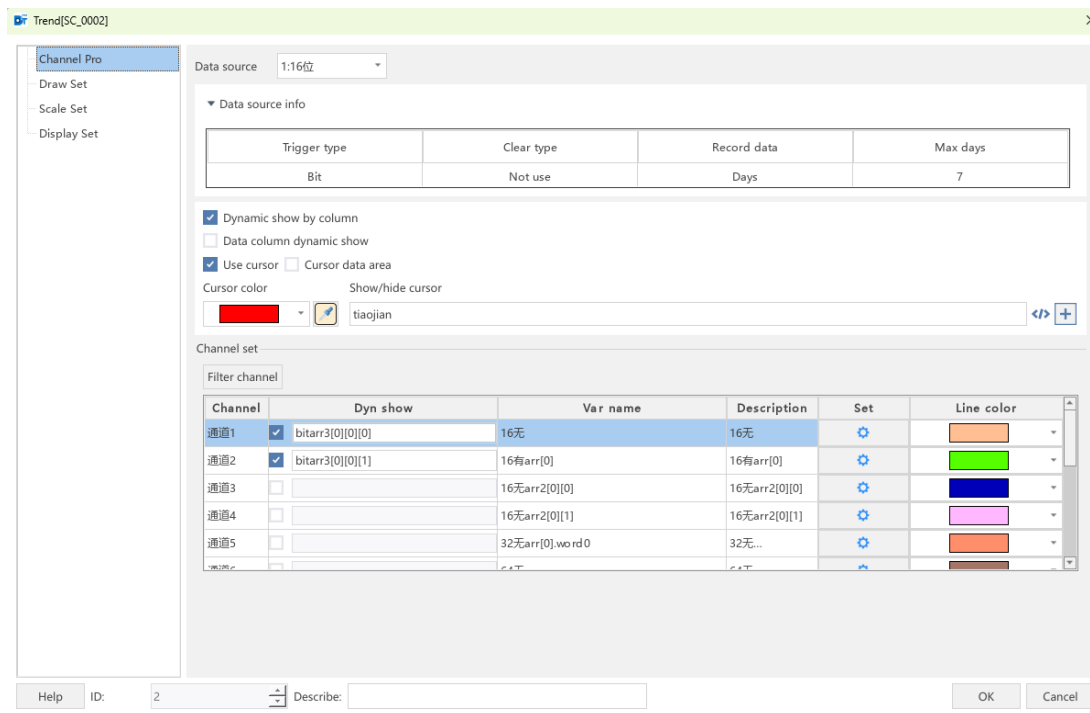 Trend[SC_0002]
Channel Pro
Draw Set
Scale Set
Display Set
Data source 1:16位
Data source info
Trigger type Clear type Record data Max days
Bit Not use Days 7
Dynamic show by column
Data column dynamic show
Use cursor Cursor data area
Cursor color Show/hide cursor
tiaojian </> +
Channel set
Filter channel
Channel Dyn show Var name Description Set Line color
通道1 bitarr3[0][0][0] 16无 16无
通道2 bitarr3[0][0][1] 16有arr[0] 16有arr[0]
通道3 16无arr2[0][0] 16无arr2[0][0]
通道4 16无arr2[0][1] 16无arr2[0][1]
通道5 32无arr[0].word0 32无...
Help ID: 2 Describe: OK Cancel